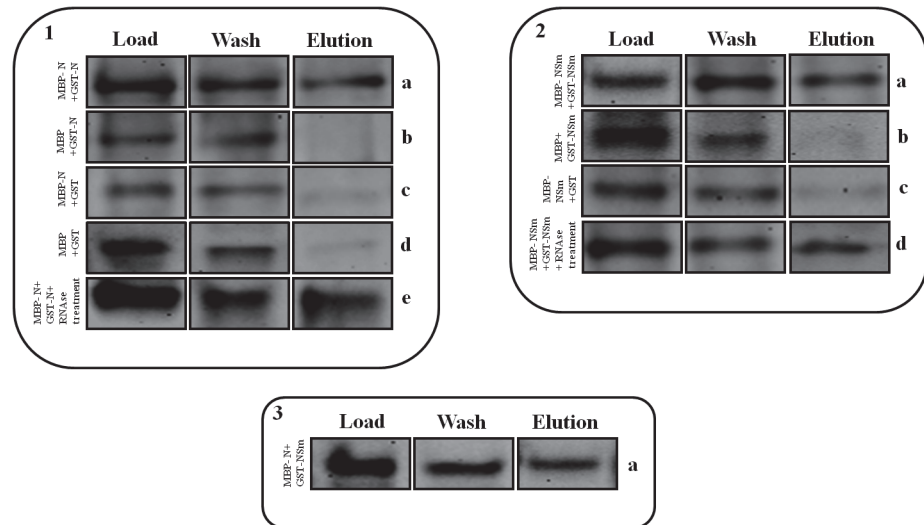 1
Load Wash Elution
MBP- N
+GST-N
a
MBP
+GST-N
b
MBP-N
+GST
c
MBP
+GST
d
MBP- N+
GST-N+
RNAse
treatment
e
2
Load Wash Elution
MBP- NSm
+GST-NSm
a
MBP+
GST-NSm
b
MBP-
NSm
+GST
c
MBP- NSm
+GST-NSm
+ RNAse
treatment
d
3
Load Wash Elution
MBP- N+
GST-NSm
a